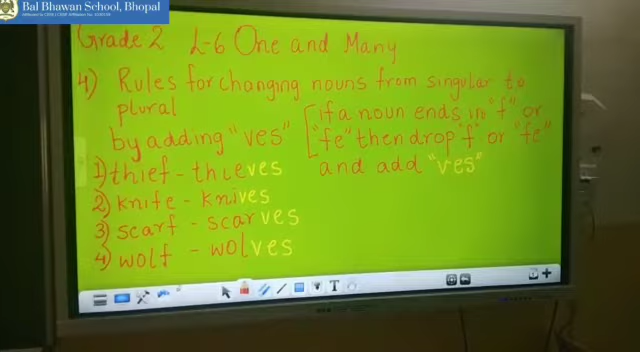 Bal Bhawan School, Bhopal
Grade 2 L-6 One and Many
4) Rules for changing nouns from singular to
plural
by adding "ves"
[if a noun ends in "f" or
"fe" then drop "f" or "fe"
and add "ves"
1) thief - thieves
2) knife - knives
3) scarf - scarves
4) wolf - wolves
T